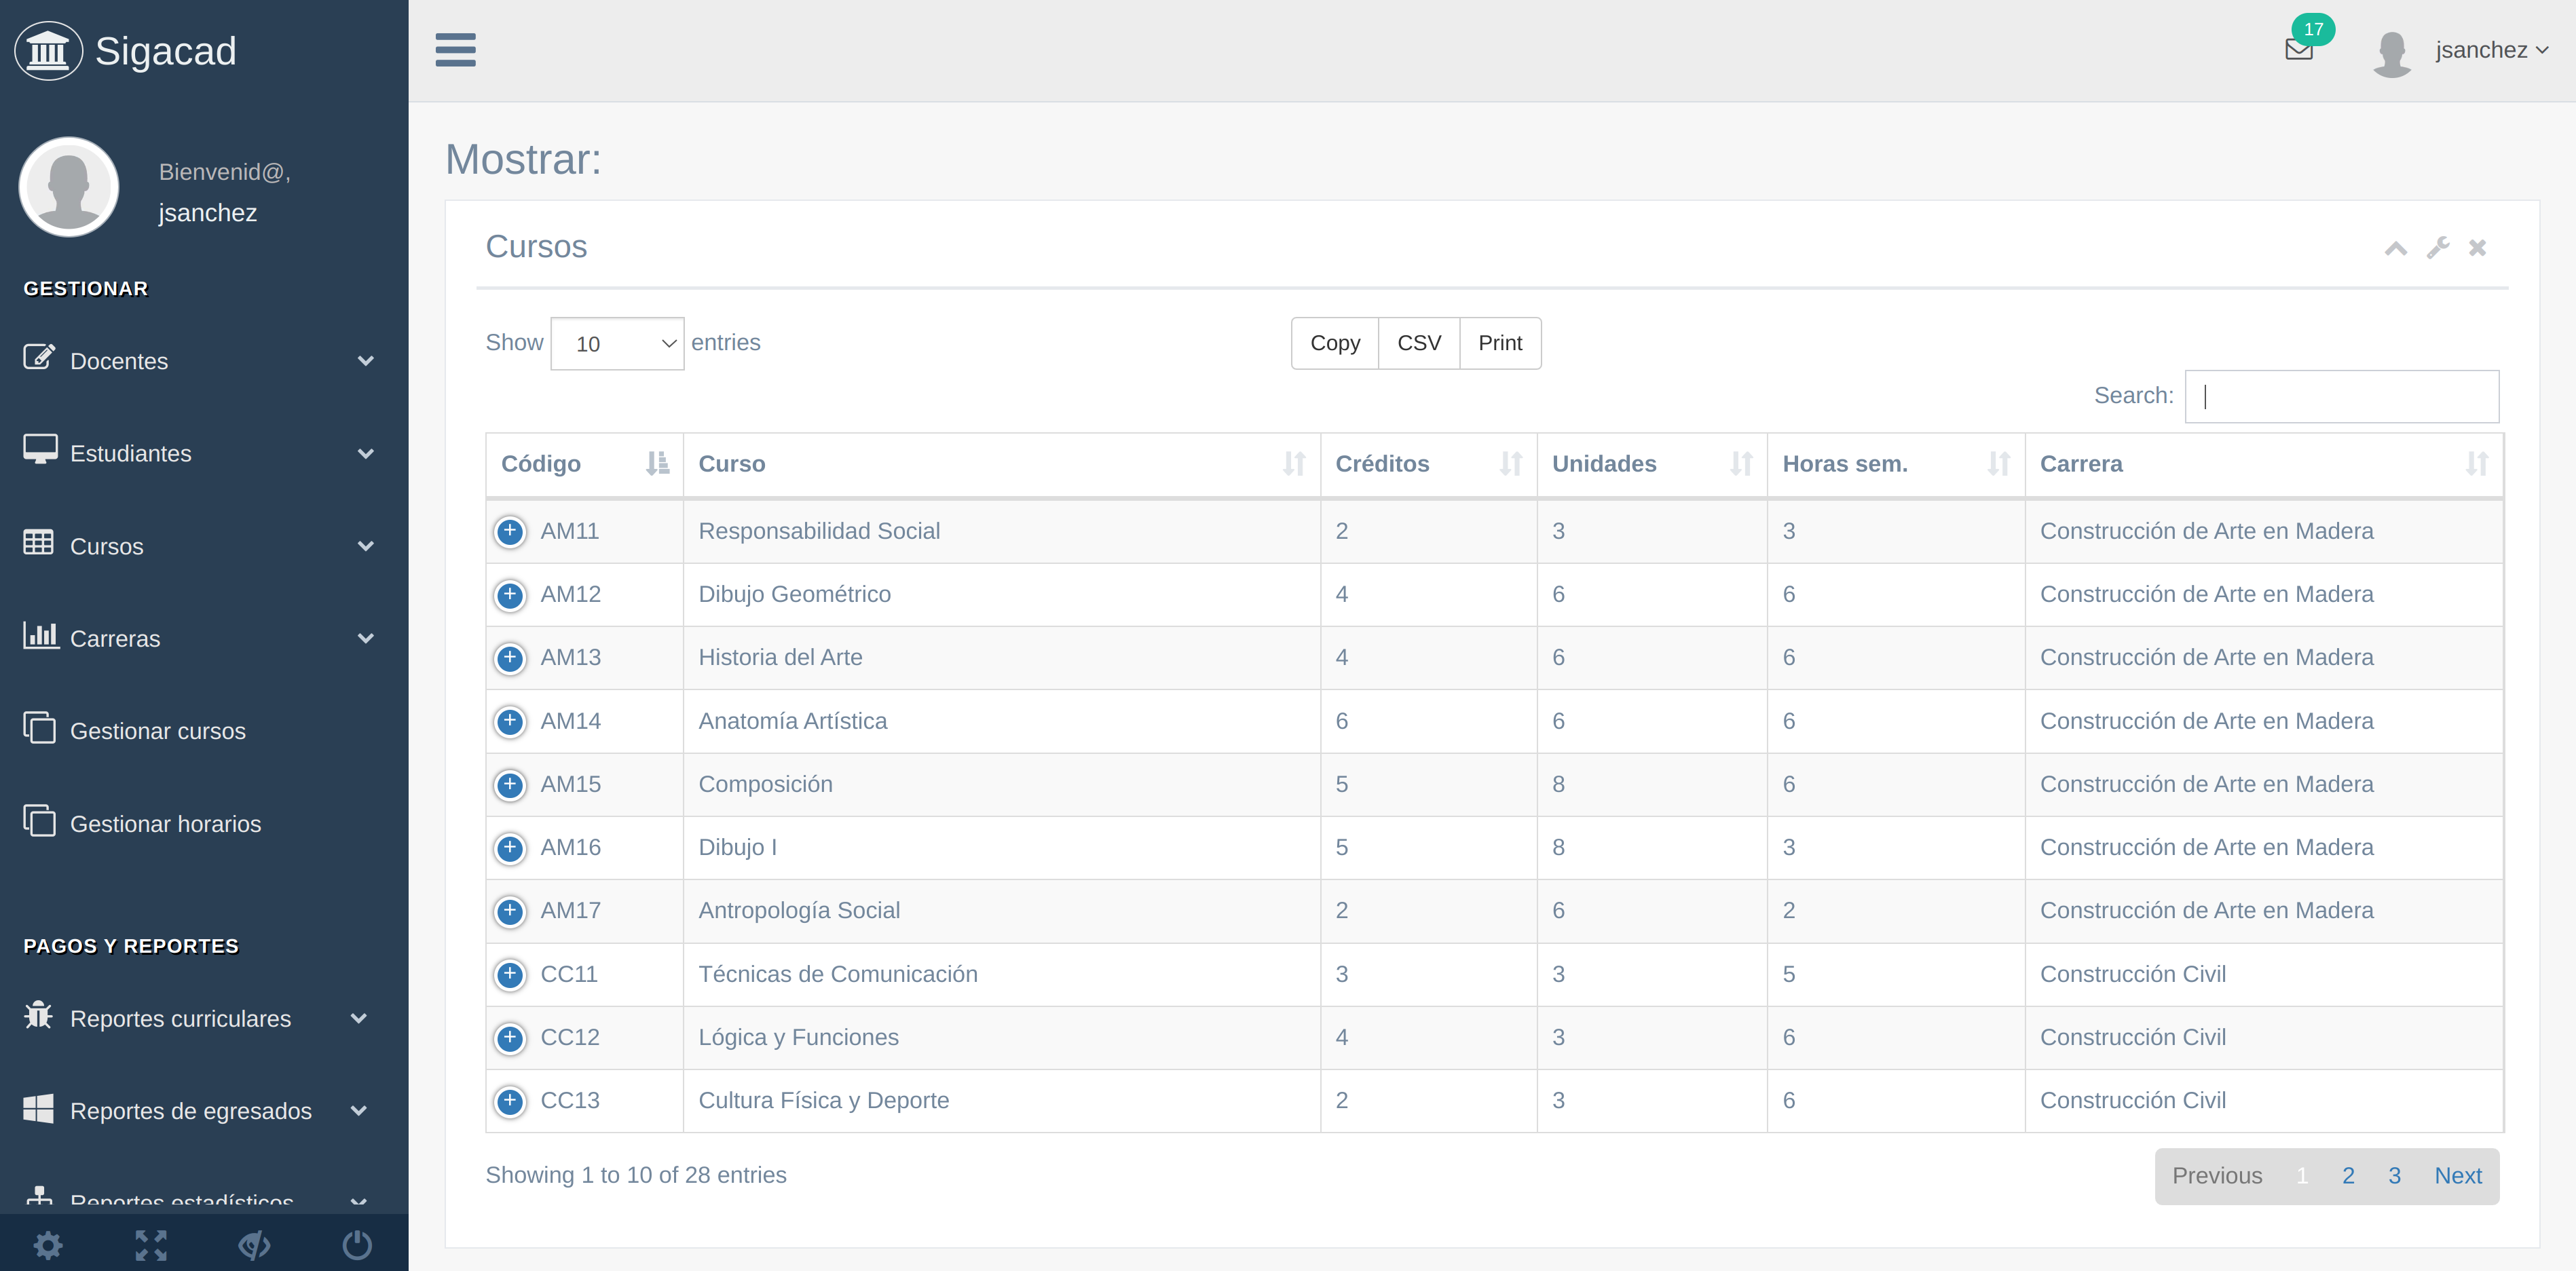 Sigacad
17
jsanchez
Bienvenid@,
jsanchez
GESTIONAR
Docentes
Estudiantes
Cursos
Carreras
Gestionar cursos
Gestionar horarios
PAGOS Y REPORTES
Reportes curriculares
Reportes de egresados
Reportes estadísticos
Mostrar:
Cursos
Show 10 entries
Copy CSV Print
Search:
Código Curso Créditos Unidades Horas sem. Carrera
AM11 Responsabilidad Social 2 3 3 Construcción de Arte en Madera
AM12 Dibujo Geométrico 4 6 6 Construcción de Arte en Madera
AM13 Historia del Arte 4 6 6 Construcción de Arte en Madera
AM14 Anatomía Artística 6 6 6 Construcción de Arte en Madera
AM15 Composición 5 8 6 Construcción de Arte en Madera
AM16 Dibujo I 5 8 3 Construcción de Arte en Madera
AM17 Antropología Social 2 6 2 Construcción de Arte en Madera
CC11 Técnicas de Comunicación 3 3 5 Construcción Civil
CC12 Lógica y Funciones 4 3 6 Construcción Civil
CC13 Cultura Física y Deporte 2 3 6 Construcción Civil
Showing 1 to 10 of 28 entries
Previous 1 2 3 Next